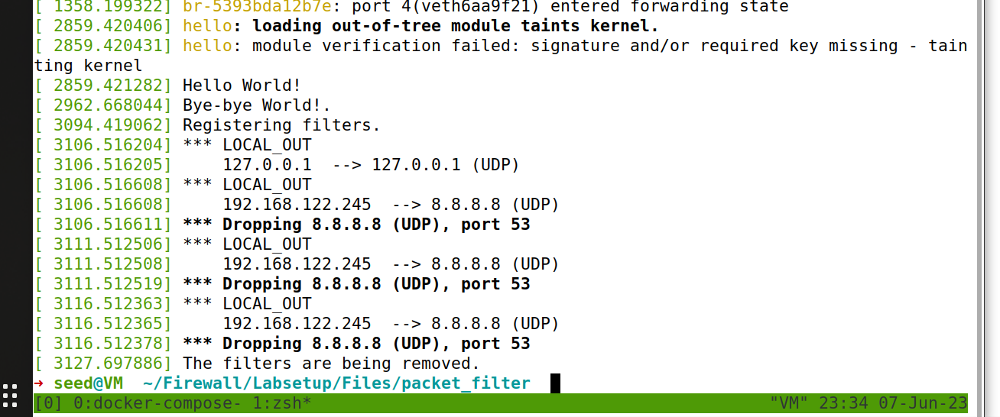 [ 1358.199322] br-5393bda12b7e: port 4(veth6aa9f21) entered forwarding state
[ 2859.420406] hello: loading out-of-tree module taints kernel.
[ 2859.420431] hello: module verification failed: signature and/or required key missing - tain
ting kernel
[ 2859.421282] Hello World!
[ 2962.668044] Bye-bye World!.
[ 3094.419062] Registering filters.
[ 3106.516204] *** LOCAL_OUT
[ 3106.516205]     127.0.0.1  --> 127.0.0.1 (UDP)
[ 3106.516608] *** LOCAL_OUT
[ 3106.516608]     192.168.122.245  --> 8.8.8.8 (UDP)
[ 3106.516611] *** Dropping 8.8.8.8 (UDP), port 53
[ 3111.512506] *** LOCAL_OUT
[ 3111.512508]     192.168.122.245  --> 8.8.8.8 (UDP)
[ 3111.512519] *** Dropping 8.8.8.8 (UDP), port 53
[ 3116.512363] *** LOCAL_OUT
[ 3116.512365]     192.168.122.245  --> 8.8.8.8 (UDP)
[ 3116.512378] *** Dropping 8.8.8.8 (UDP), port 53
[ 3127.697886] The filters are being removed.
→ seed@VM  ~/Firewall/Labsetup/Files/packet_filter
[0] 0:docker-compose- 1:zsh* "VM" 23:34 07-Jun-23